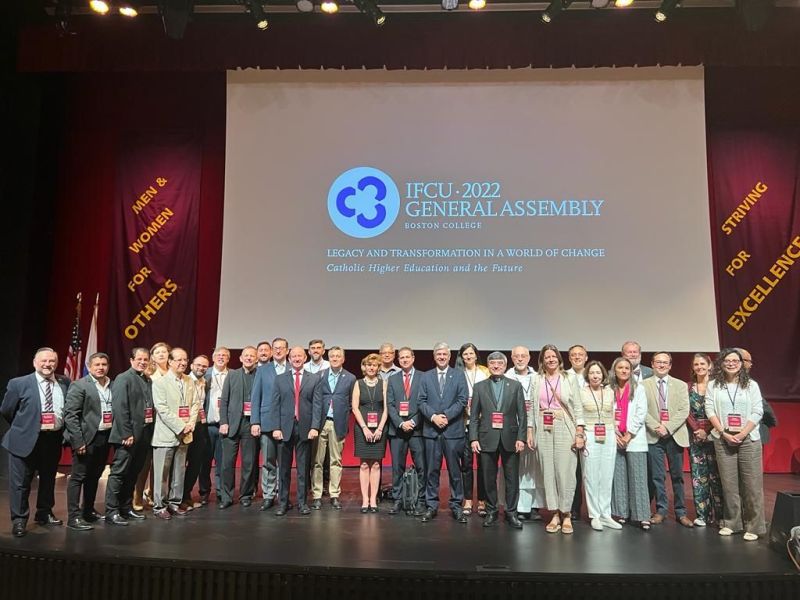 MEN &
WOMEN
FOR
OTHERS
IFCU · 2022
GENERAL ASSEMBLY
BOSTON COLLEGE
LEGACY AND TRANSFORMATION IN A WORLD OF CHANGE
Catholic Higher Education and the Future
STRIVING
FOR
EXCELLENCE